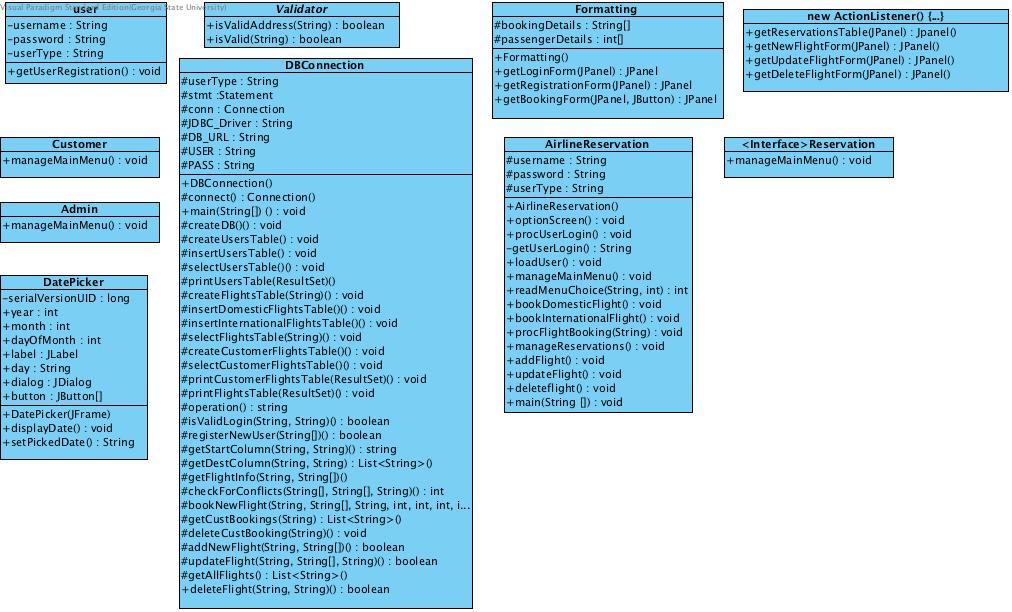 Visual Paradigm Standard Edition(Georgia State University)
user
-username : String
-password : String
-userType : String
+getUserRegistration() : void
Validator
+isValidAddress(String) : boolean
+isValid(String) : boolean
Formatting
#bookingDetails : String[]
#passengerDetails : int[]
+Formatting()
+getLoginForm(JPanel) : JPanel
+getRegistrationForm(JPanel) : JPanel
+getBookingForm(JPanel, JButton) : JPanel
new ActionListener() {...}
+getReservationsTable(JPanel) : Jpanel()
+getNewFlightForm(JPanel) : JPanel()
+getUpdateFlightForm(JPanel) : JPanel()
+getDeleteFlightForm(JPanel) : JPanel()
DBConnection
#userType : String
#stmt :Statement
#conn : Connection
#JDBC_Driver : String
#DB_URL : String
#USER : String
#PASS : String
+DBConnection()
#connect() : Connection()
+main(String[]) () : void
#createDB()() : void
#createUsersTable() : void
#insertUsersTable() : void
#selectUsersTable()() : void
#printUsersTable(ResultSet)()
#createFlightsTable(String)() : void
#insertDomesticFlightsTable()() : void
#insertInternationalFlightsTable()() : void
#selectFlightsTable(String)() : void
#createCustomerFlightsTable()() : void
#selectCustomerFlightsTable()() : void
#printCustomerFlightsTable(ResultSet)() : void
#printFlightsTable(ResultSet)() : void
#operation() : string
#isValidLogin(String, String)() : boolean
#registerNewUser(String[])() : boolean
#getStartColumn(String, String)() : string
#getDestColumn(String, String) : List<String>()
#getFlightInfo(String, String[])()
#checkForConflicts(String[], String[], String)() : int
#bookNewFlight(String, String[], String, int, int, int, i...
#getCustBookings(String) : List<String>()
#deleteCustBooking(String)() : void
#addNewFlight(String, String[])() : boolean
#updateFlight(String, String[], String)() : boolean
#getAllFlights() : List<String>()
+deleteFlight(String, String)() : boolean
Customer
+manageMainMenu() : void
Admin
+manageMainMenu() : void
DatePicker
-serialVersionUID : long
+year : int
+month : int
+dayOfMonth : int
+label : JLabel
+day : String
+dialog : JDialog
+button : JButton[]
+DatePicker(JFrame)
+displayDate() : void
+setPickedDate() : String
AirlineReservation
#username : String
#password : String
#userType : String
+AirlineReservation()
+optionScreen() : void
+procUserLogin() : void
-getUserLogin() : String
+loadUser() : void
+manageMainMenu() : void
+readMenuChoice(String, int) : int
+bookDomesticFlight() : void
+bookInternationalFlight() : void
+procFlightBooking(String) : void
+manageReservations() : void
+addFlight() : void
+updateFlight() : void
+deleteflight() : void
+main(String []) : void
<Interface>Reservation
+manageMainMenu() : void